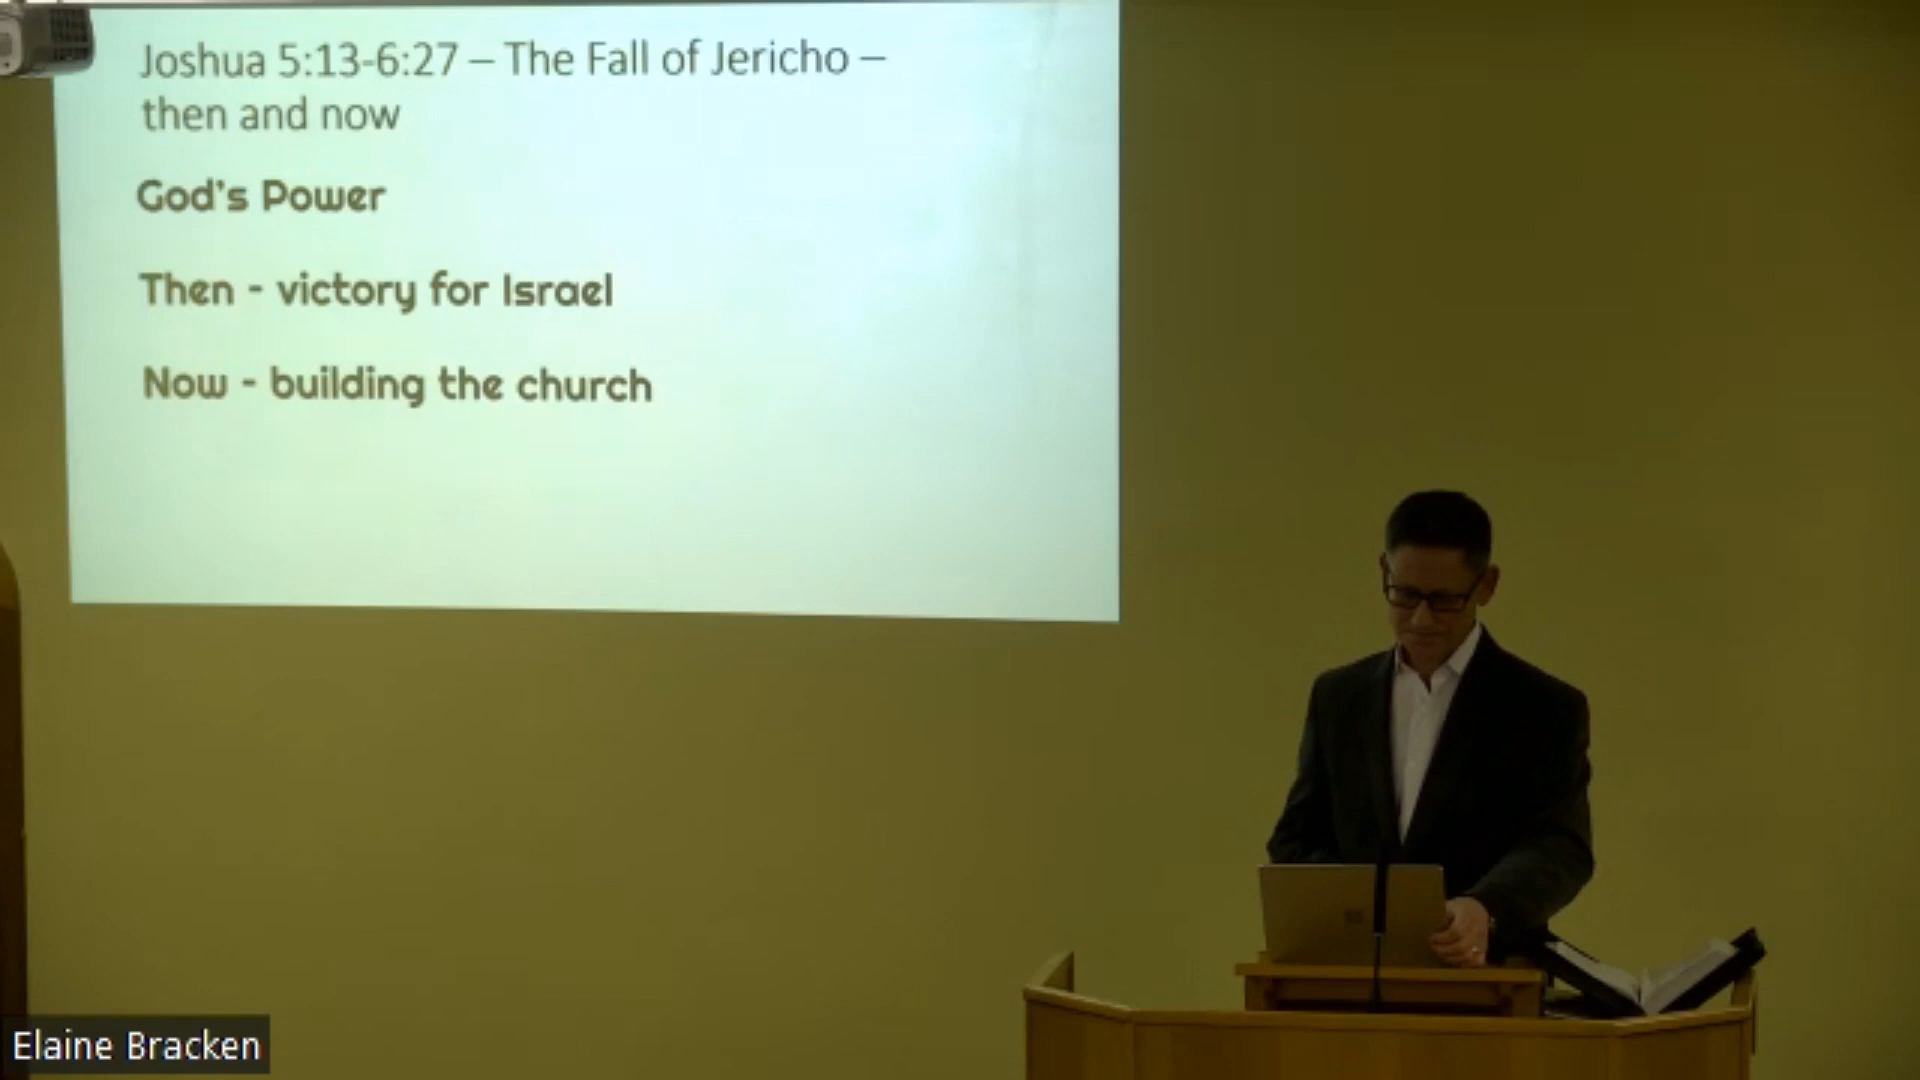 Joshua 5:13-6:27 – The Fall of Jericho –
then and now
God's Power
Then - victory for Israel
Now - building the church
Elaine Bracken